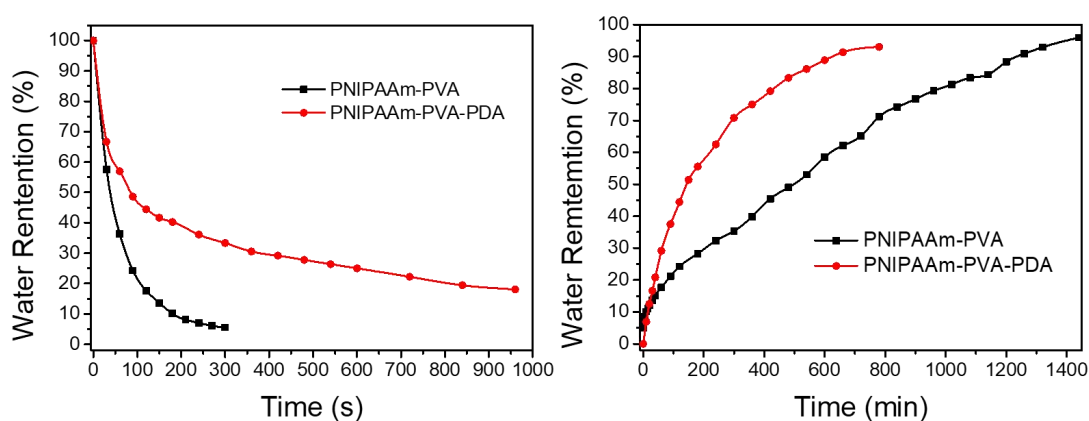 Water Rentention (%)
100
90
80
70
60
50
40
30
20
10
0
PNIPAAm-PVA
PNIPAAm-PVA-PDA
0 100 200 300 400 500 600 700 800 900 1000
Time (s)
Water Remtemtion (%)
100
90
80
70
60
50
40
30
20
10
0
PNIPAAm-PVA
PNIPAAm-PVA-PDA
0 200 400 600 800 1000 1200 1400
Time (min)